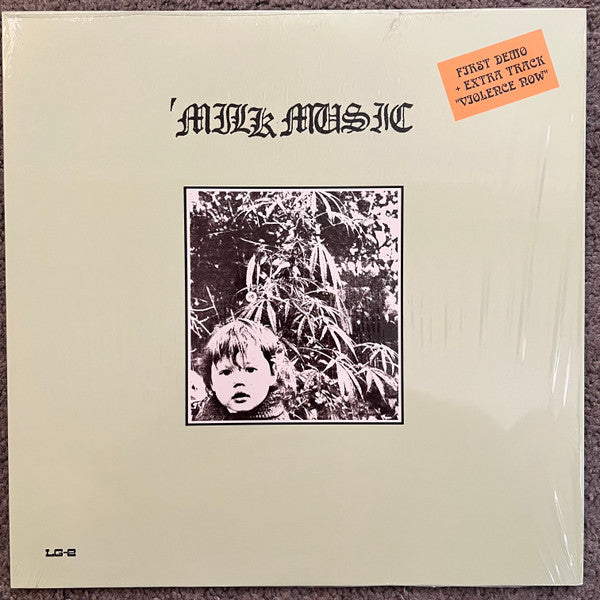 FIRST DEMO
+ EXTRA TRACK
"VIOLENCE NOW"
'MILK MUSIC
LG-2